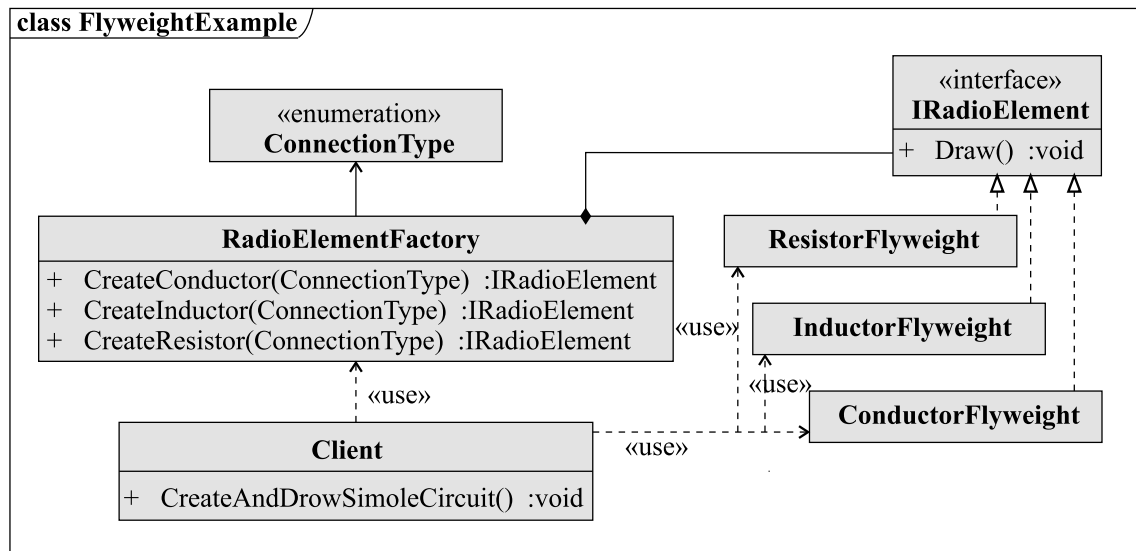 class FlyweightExample
«interface»
IRadioElement
+ Draw() :void
«enumeration»
ConnectionType
RadioElementFactory
+ CreateConductor(ConnectionType) :IRadioElement
+ CreateInductor(ConnectionType) :IRadioElement
+ CreateResistor(ConnectionType) :IRadioElement
ResistorFlyweight
«use»
InductorFlyweight
«use»
«use»
ConductorFlyweight
«use»
Client
+ CreateAndDrowSimoleCircuit() :void